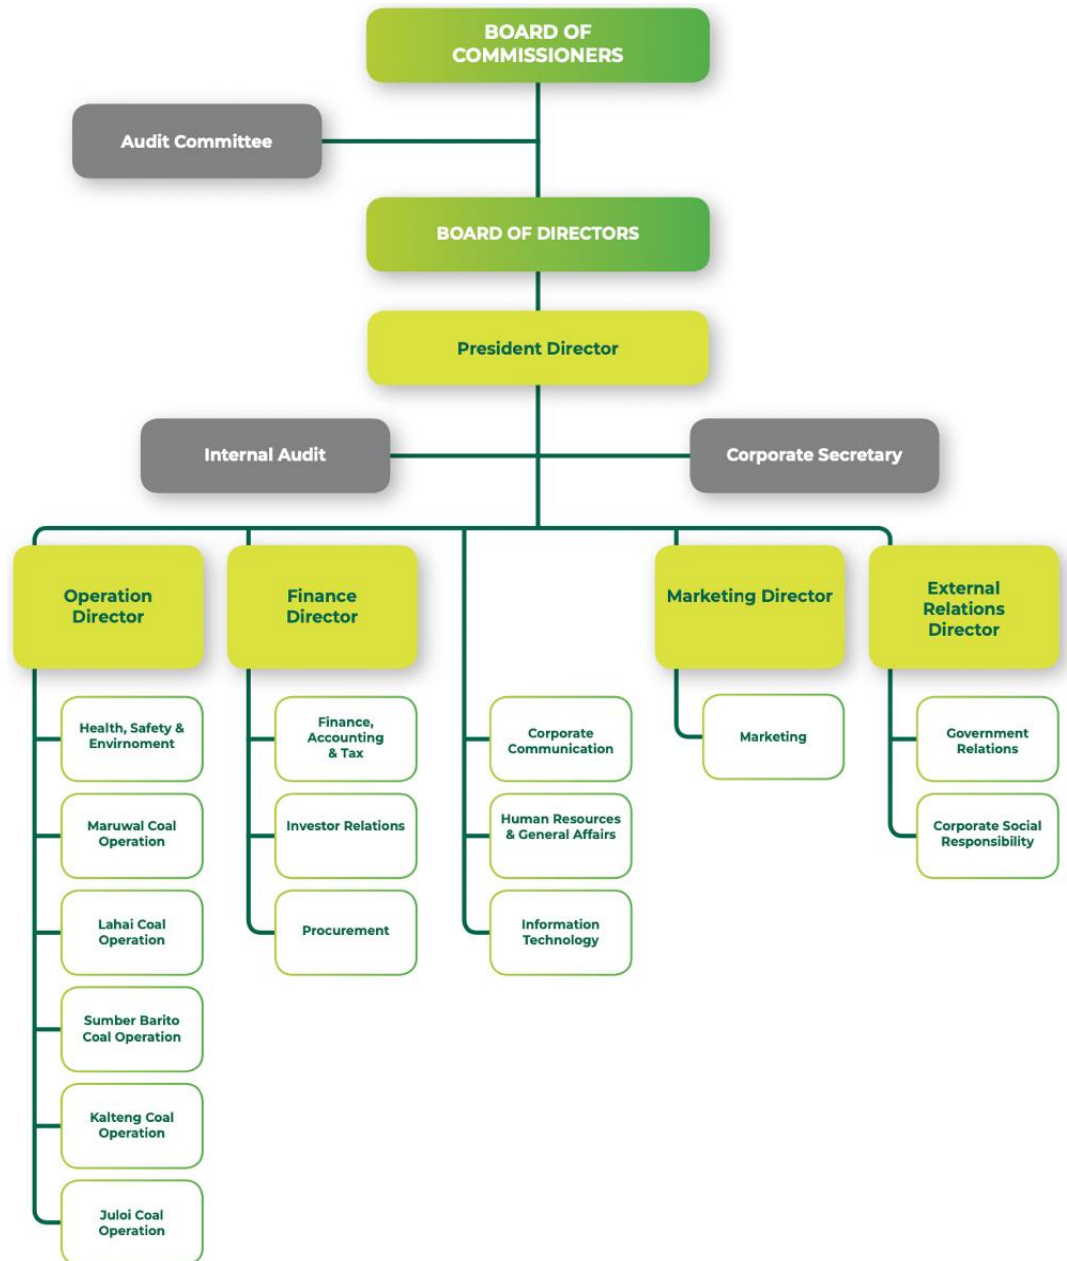 BOARD OF
COMMISSIONERS
Audit Committee
BOARD OF DIRECTORS
President Director
Internal Audit
Corporate Secretary
Operation
Director
Finance
Director
Marketing Director
External
Relations
Director
Health, Safety &
Envirnoment
Maruwal Coal
Operation
Lahai Coal
Operation
Sumber Barito
Coal Operation
Kalteng Coal
Operation
Juloi Coal
Operation
Finance,
Accounting
& Tax
Investor Relations
Procurement
Corporate
Communication
Human Resources
& General Affairs
Information
Technology
Marketing
Government
Relations
Corporate Social
Responsibility